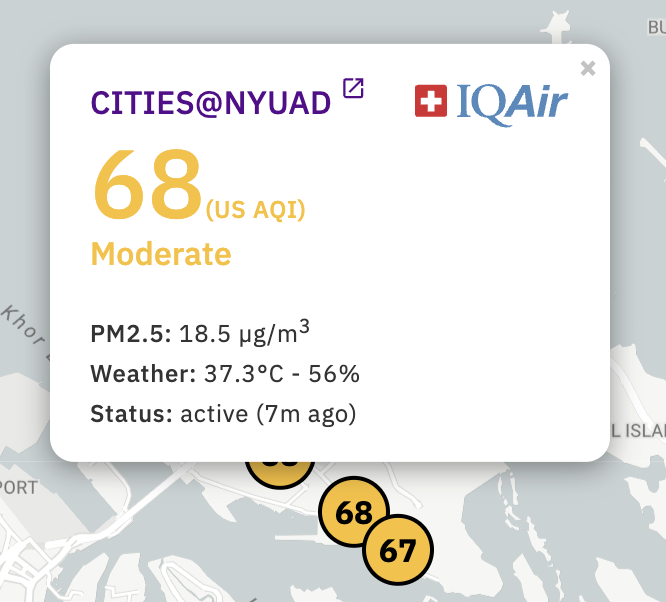 BU
×
CITIES@NYUAD
IQAir
68 (US AQI)
Moderate
Khor
PM2.5: 18.5 µg/m³
Weather: 37.3°C - 56%
Status: active (7m ago)
L ISLA
PORT
68
67